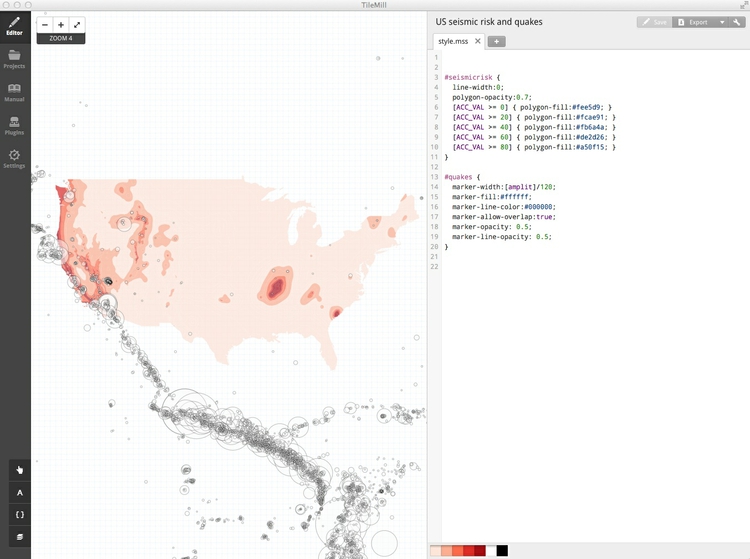 TileMill
Editor
Projects
Manual
Plugins
Settings
ZOOM 4
A
{ }
US seismic risk and quakes
Save
Export
style.mss
1
2
3 #seismicrisk {
4 line-width:0;
5 polygon-opacity:0.7;
6 [ACC_VAL >= 0] { polygon-fill:#fee5d9; }
7 [ACC_VAL >= 20] { polygon-fill:#fcae91; }
8 [ACC_VAL >= 40] { polygon-fill:#fb6a4a; }
9 [ACC_VAL >= 60] { polygon-fill:#de2d26; }
10 [ACC_VAL >= 80] { polygon-fill:#a50f15; }
11 }
12
13 #quakes {
14 marker-width:[amplit]/120;
15 marker-fill:#ffffff;
16 marker-line-color:#000000;
17 marker-allow-overlap:true;
18 marker-opacity: 0.5;
19 marker-line-opacity: 0.5;
20 }
21
22